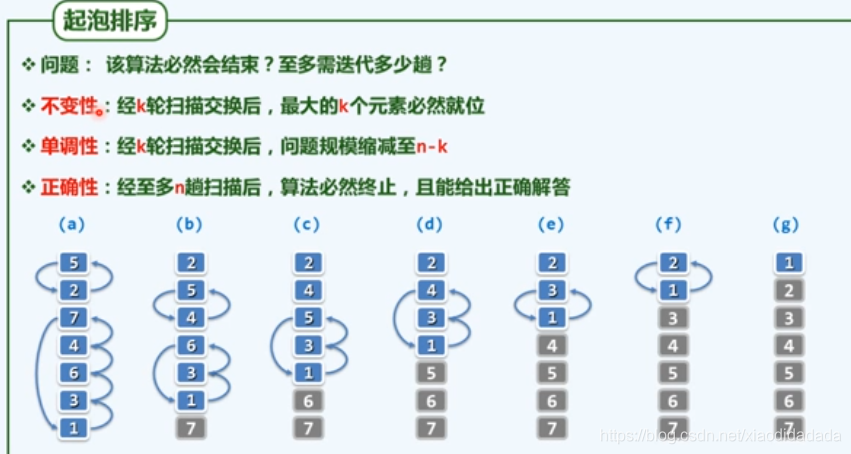 起泡排序
问题： 该算法必然会结束？至多需迭代多少趟？
不变性：经k轮扫描交换后，最大的k个元素必然就位
单调性：经k轮扫描交换后，问题规模缩减至n-k
正确性：经至多n趟扫描后，算法必然终止，且能给出正确解答
(a) (b) (c) (d) (e) (f) (g)
5 2 2 2 2 2 1
2 5 4 4 3 1 2
7 4 5 3 1 3 3
4 6 3 1 4 4 4
6 3 1 5 5 5 5
3 1 6 6 6 6 6
1 7 7 7 7 7 7
https://blog.csdn.net/xiaodidadada